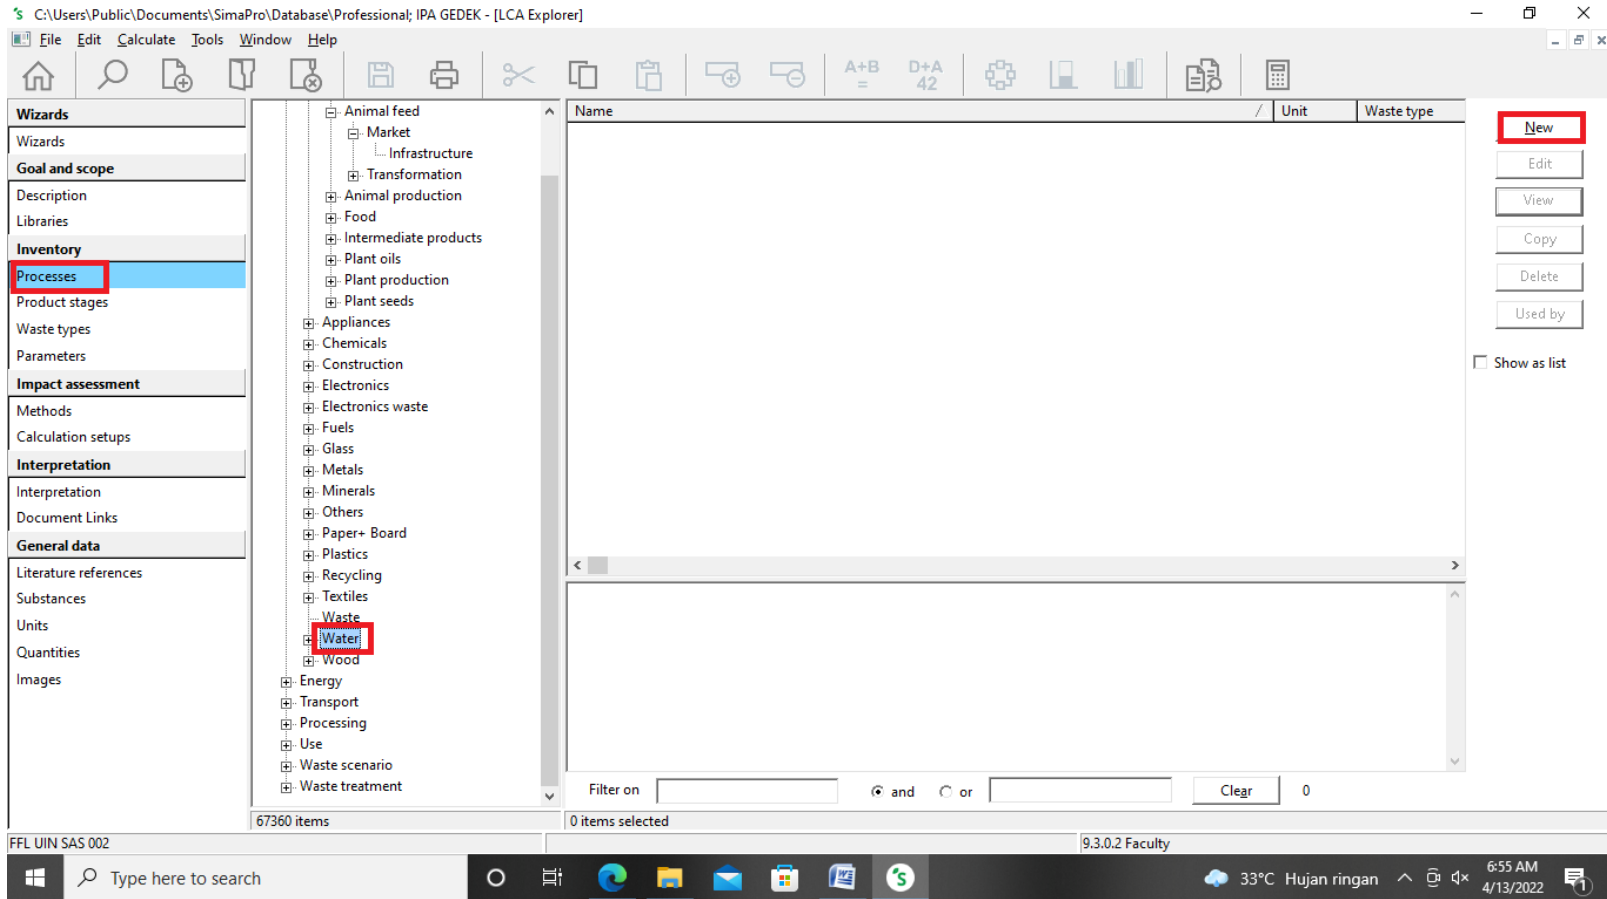 C:\Users\Public\Documents\SimaPro\Database\Professional; IPA GEDEK - [LCA Explorer]
File Edit Calculate Tools Window Help
A+B
=
D+A
42
Wizards
Wizards
Goal and scope
Description
Libraries
Inventory
Processes
Product stages
Waste types
Parameters
Impact assessment
Methods
Calculation setups
Interpretation
Interpretation
Document Links
General data
Literature references
Substances
Units
Quantities
Images
Animal feed
Market
Infrastructure
Transformation
Animal production
Food
Intermediate products
Plant oils
Plant production
Plant seeds
Appliances
Chemicals
Construction
Electronics
Electronics waste
Fuels
Glass
Metals
Minerals
Others
Paper+ Board
Plastics
Recycling
Textiles
Waste
Water
Wood
Energy
Transport
Processing
Use
Waste scenario
Waste treatment
67360 items
Name Unit Waste type
Filter on and or Clear 0
0 items selected
New
Edit
View
Copy
Delete
Used by
Show as list
FFL UIN SAS 002 9.3.0.2 Faculty
Type here to search 33°C Hujan ringan 6:55 AM
4/13/2022
1